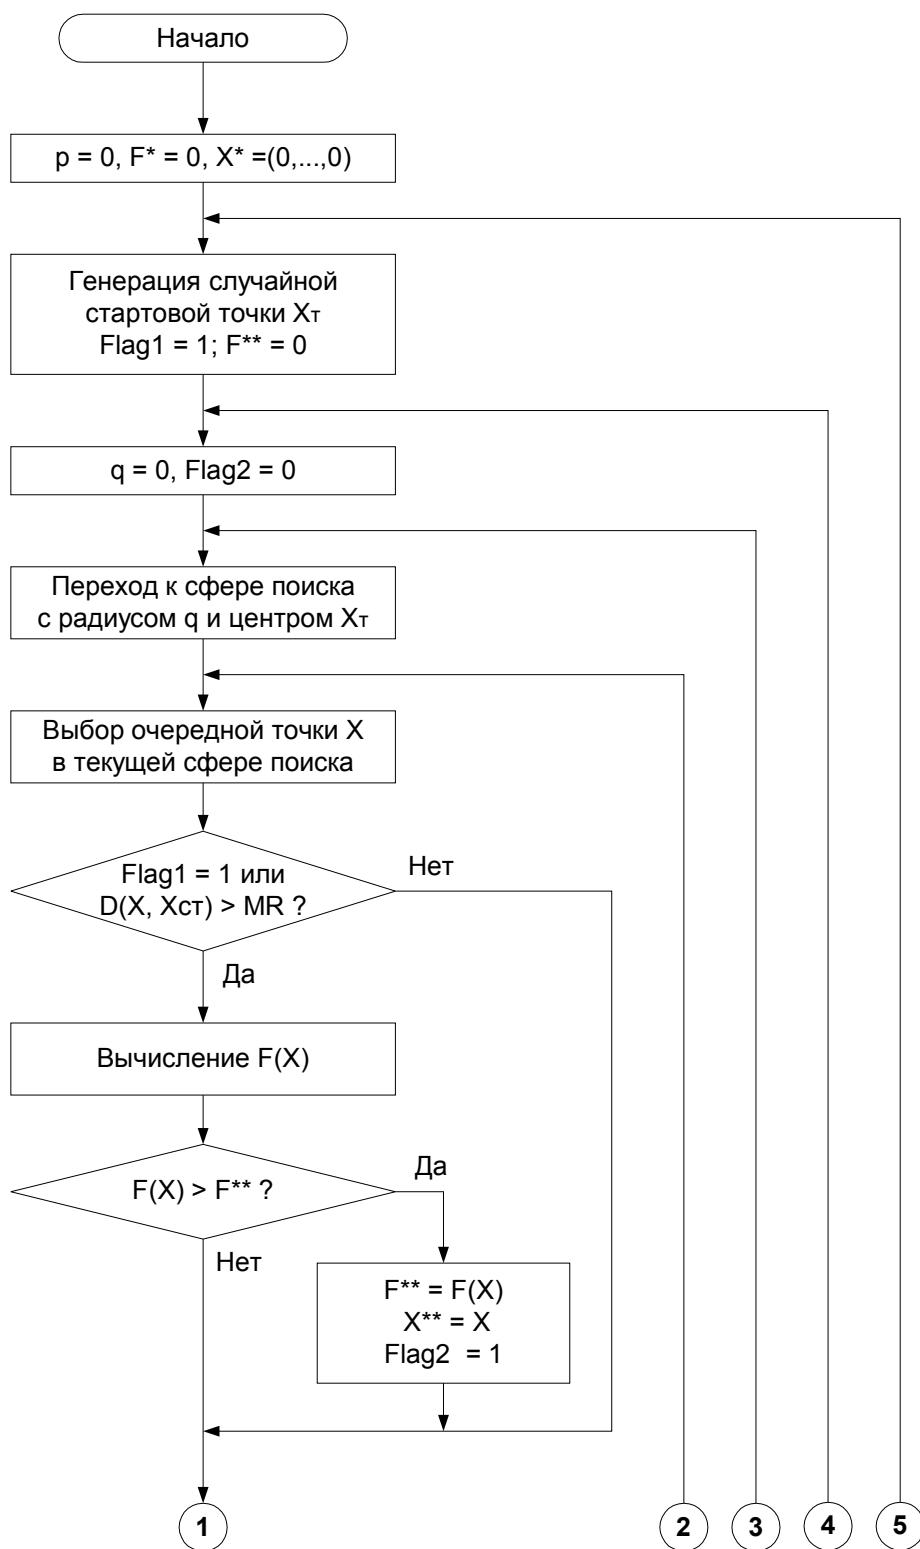 Начало
p = 0, F* = 0, X* =(0,...,0)
Генерация случайной
стартовой точки Xт
Flag1 = 1; F** = 0
q = 0, Flag2 = 0
Переход к сфере поиска
с радиусом q и центром Xт
Выбор очередной точки X
в текущей сфере поиска
Flag1 = 1 или
D(X, Xст) > MR ?
Нет
Да
Вычисление F(X)
F(X) > F** ?
Да
Нет
F** = F(X)
X** = X
Flag2 = 1
1
2
3
4
5